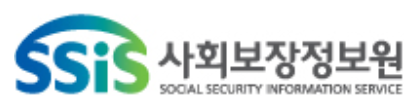 SSiS 사회보장정보원
SOCIAL SECURITY INFORMATION SERVICE